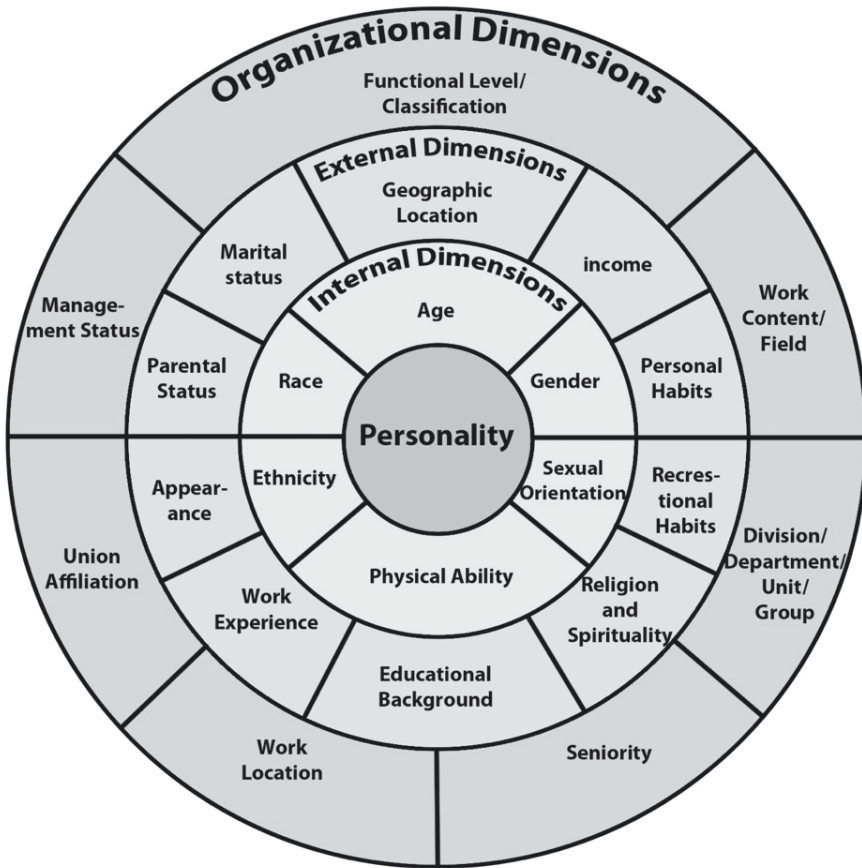 Organizational Dimensions
Functional Level/
Classification
External Dimensions
Geographic
Location
Marital
status
income
Internal Dimensions
Age
Manage-
ment Status
Work
Content/
Field
Parental
Status
Race
Gender
Personal
Habits
Personality
Appear-
ance
Ethnicity
Sexual
Orientation
Recres-
tional
Habits
Union
Affiliation
Division/
Department/
Unit/
Group
Physical Ability
Work
Experience
Religion
and
Spirituality
Educational
Background
Work
Location
Seniority